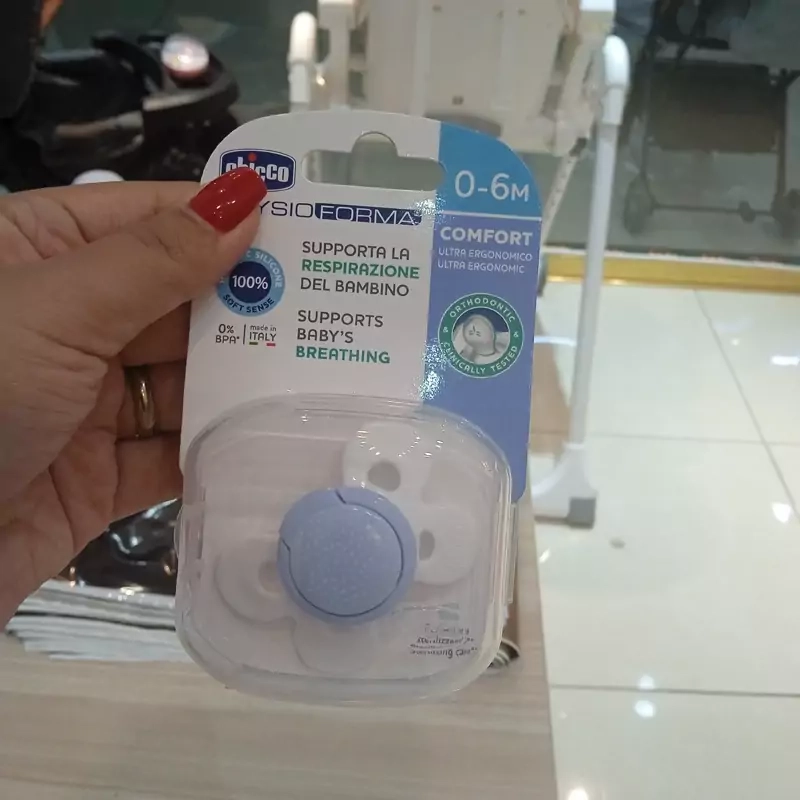 chicco
0-6M
YSIOFORMA
COMFORT
ULTRA ERGONOMICO
ULTRA ERGONOMIC
SUPPORTA LA
RESPIRAZIONE
DEL BAMBINO
SUPPORTS
BABY'S
BREATHING
SILICONE
100%
SOFT SENSE
0%
BPA*
made in
ITALY
ORTHODONTIC
& CLINICALLY TESTED &